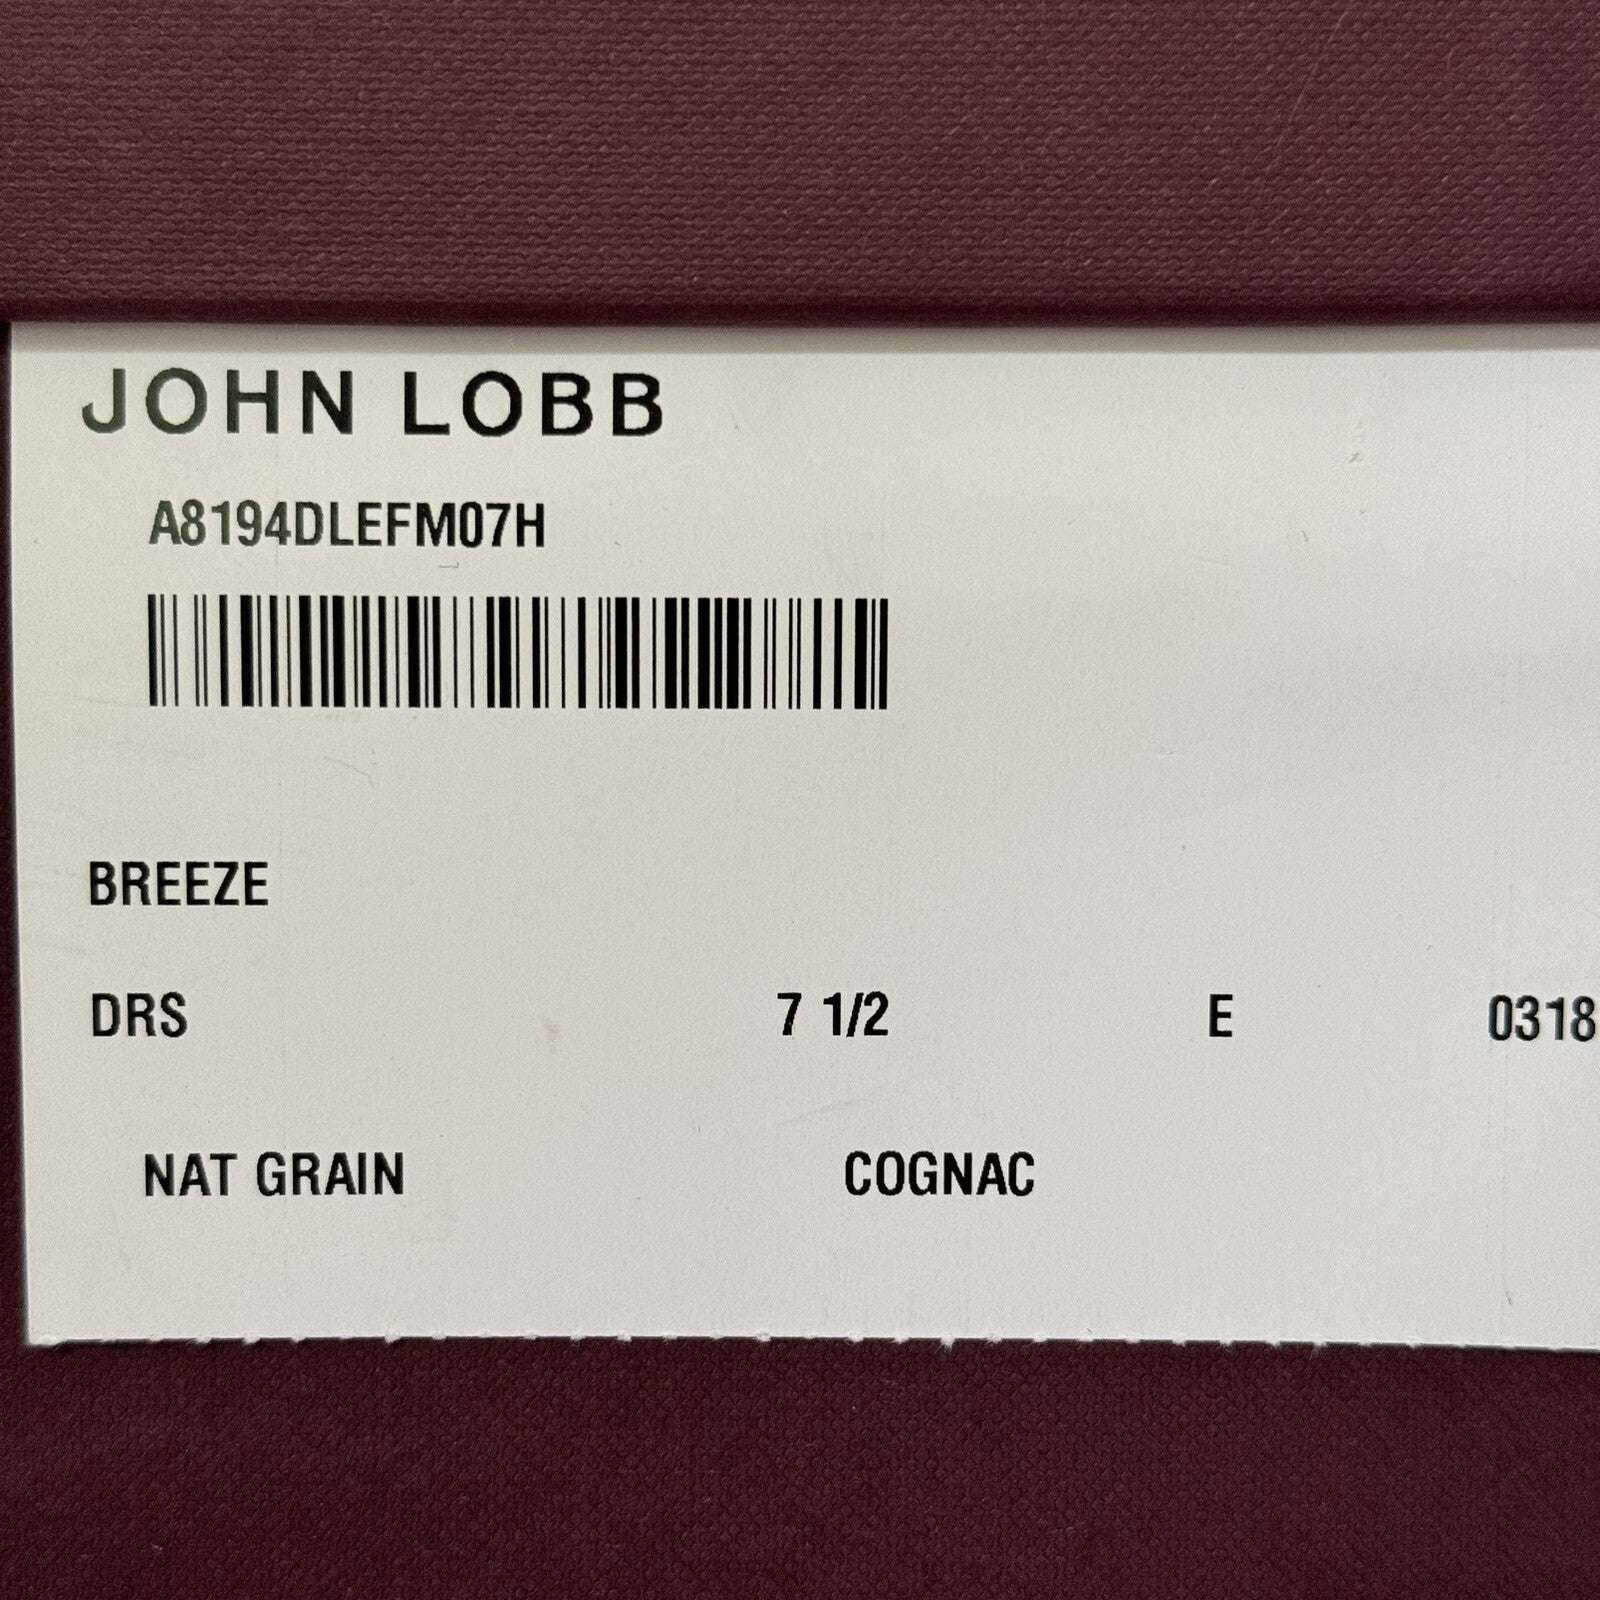 JOHN LOBB
A8194DLEFM07H
BREEZE
DRS 7 1/2 E 0318
NAT GRAIN COGNAC